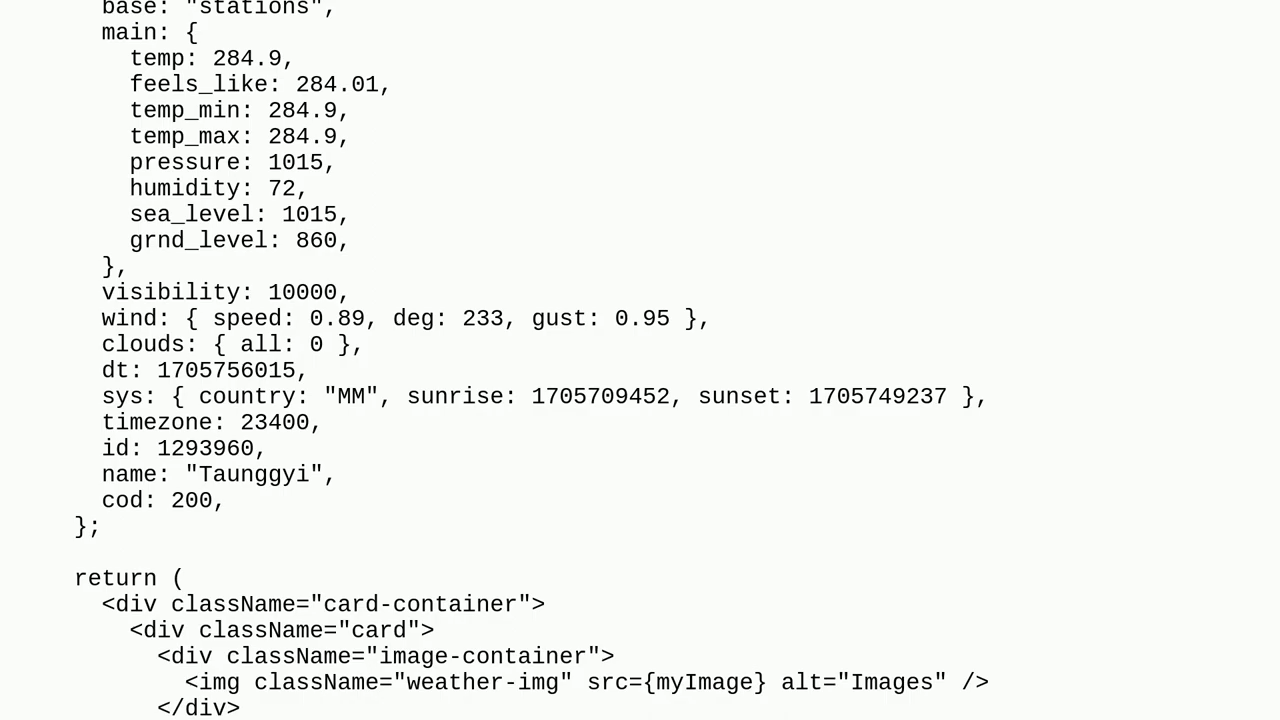 base: "stations",
main: {
temp: 284.9,
feels_like: 284.01,
temp_min: 284.9,
temp_max: 284.9,
pressure: 1015,
humidity: 72,
sea_level: 1015,
grnd_level: 860,
},
visibility: 10000,
wind: { speed: 0.89, deg: 233, gust: 0.95 },
clouds: { all: 0 },
dt: 1705756015,
sys: { country: "MM", sunrise: 1705709452, sunset: 1705749237 },
timezone: 23400,
id: 1293960,
name: "Taunggyi",
cod: 200,
};
return (
<div className="card-container">
<div className="card">
<div className="image-container">
<img className="weather-img" src={myImage} alt="Images" />
</div>